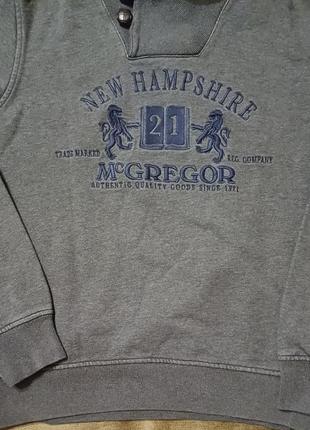 NEW HAMPSHIRE
21
TRADE MARKED
REG. COMPANY
McGREGOR
AUTHENTIC QUALITY GOODS SINCE 1921